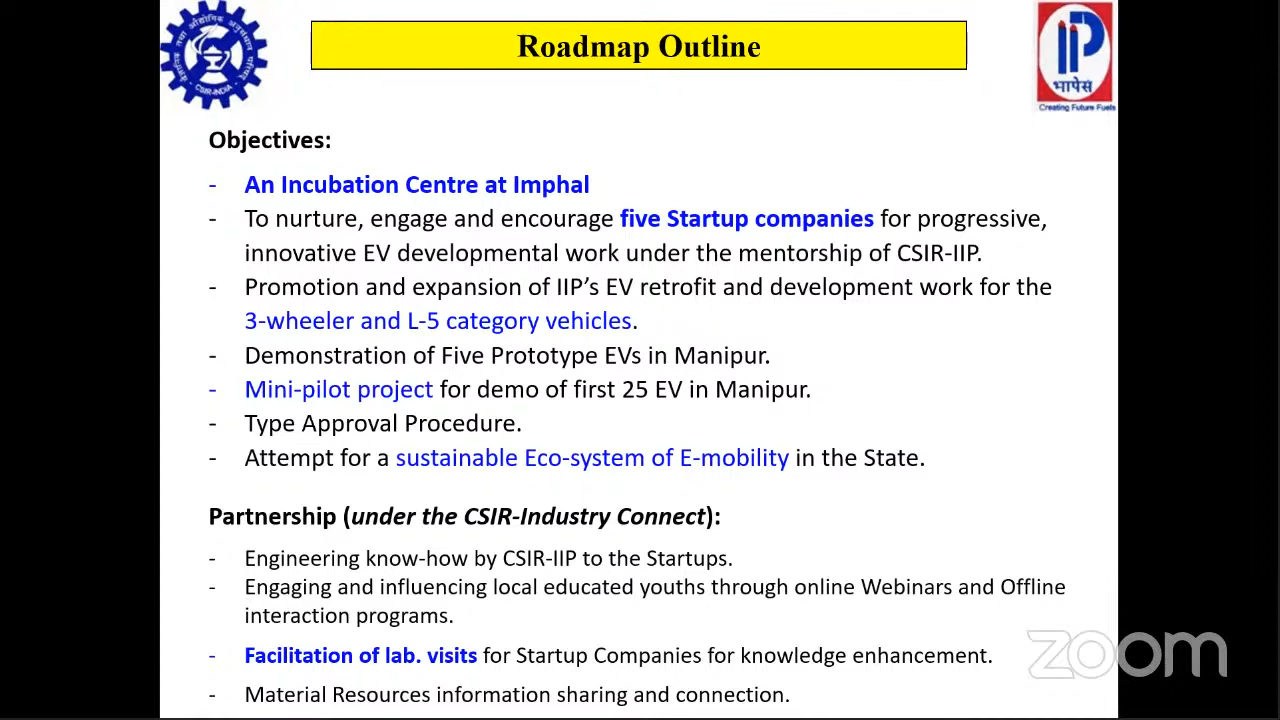 Roadmap Outline
CSIR-INDIA
IIP
भापेसं
Creating Future Fuels
Objectives:
- An Incubation Centre at Imphal
- To nurture, engage and encourage five Startup companies for progressive,
innovative EV developmental work under the mentorship of CSIR-IIP.
- Promotion and expansion of IIP’s EV retrofit and development work for the
3-wheeler and L-5 category vehicles.
- Demonstration of Five Prototype EVs in Manipur.
- Mini-pilot project for demo of first 25 EV in Manipur.
- Type Approval Procedure.
- Attempt for a sustainable Eco-system of E-mobility in the State.
Partnership (under the CSIR-Industry Connect):
- Engineering know-how by CSIR-IIP to the Startups.
- Engaging and influencing local educated youths through online Webinars and Offline
interaction programs.
- Facilitation of lab. visits for Startup Companies for knowledge enhancement.
- Material Resources information sharing and connection.
zoom